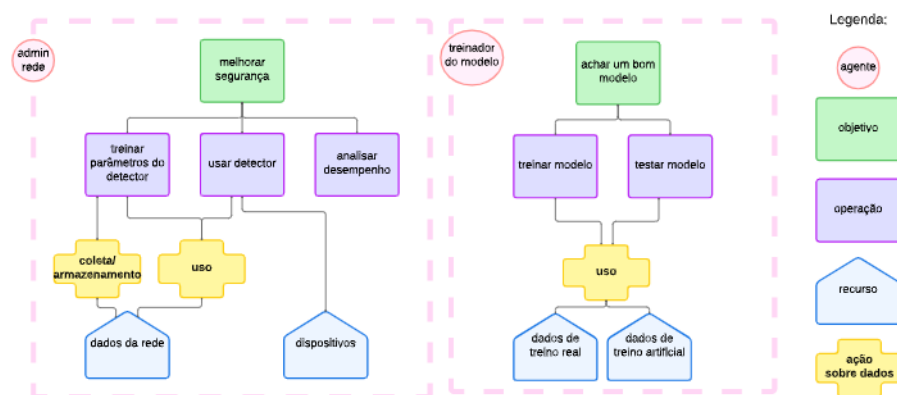 admin
rede
melhorar
segurança
treinar
parâmetros do
detector
usar detector
analisar
desempenho
coleta/
armazenamento
uso
dados da rede
dispositivos
treinador
do modelo
achar um bom
modelo
treinar modelo
testar modelo
uso
dados de
treino real
dados de
treino artificial
Legenda:
agente
objetivo
operação
recurso
ação
sobre dados